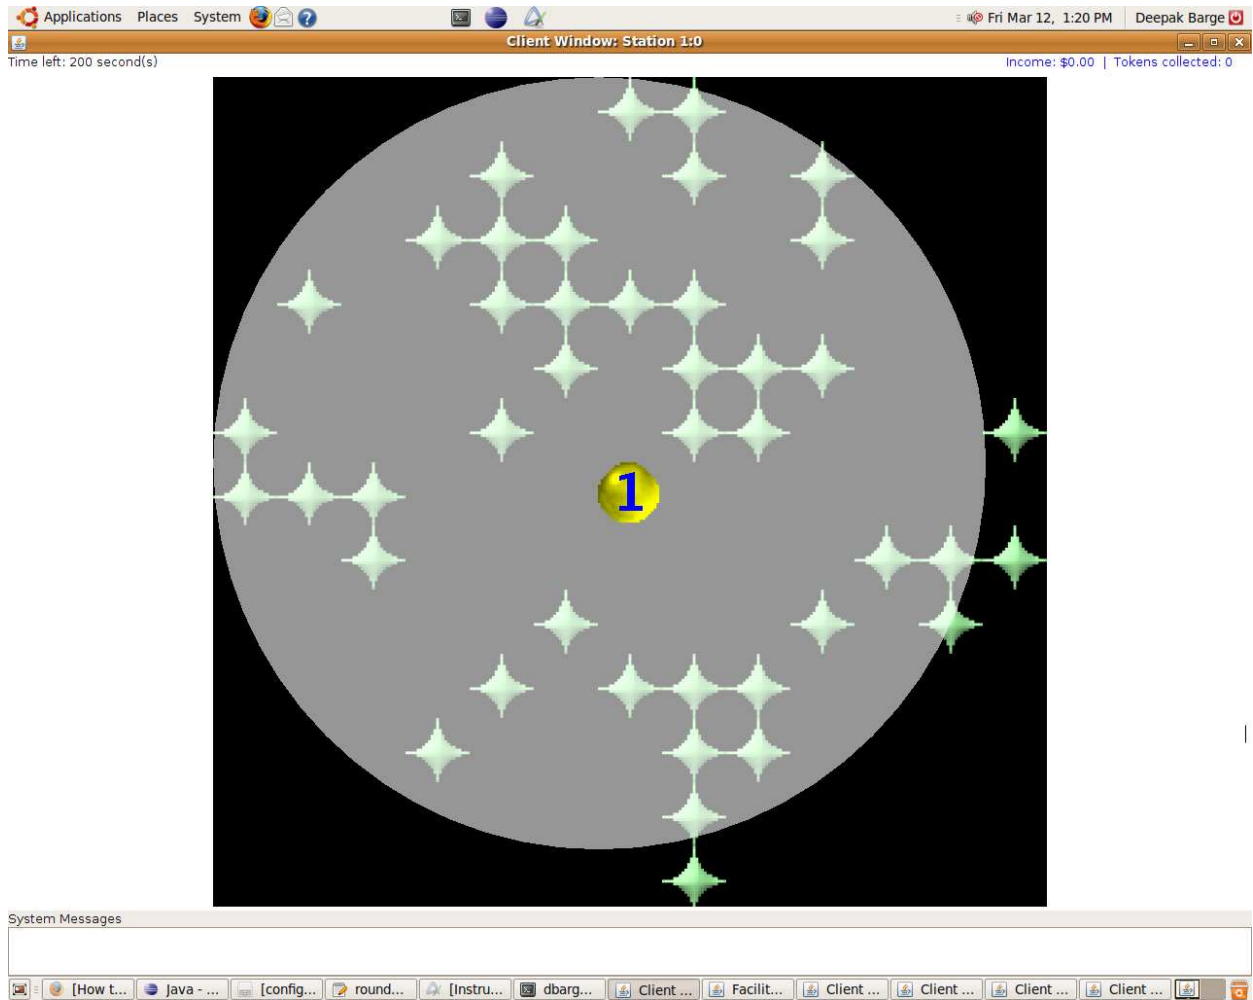 Applications Places System Fri Mar 12, 1:20 PM Deepak Barge
Client Window: Station 1:0
Time left: 200 second(s) Income: $0.00 | Tokens collected: 0
1
System Messages
[How t... Java - ... [config... round... [Instru... dbarg... Client ... Facilit... Client ... Client ... Client ... Client ...